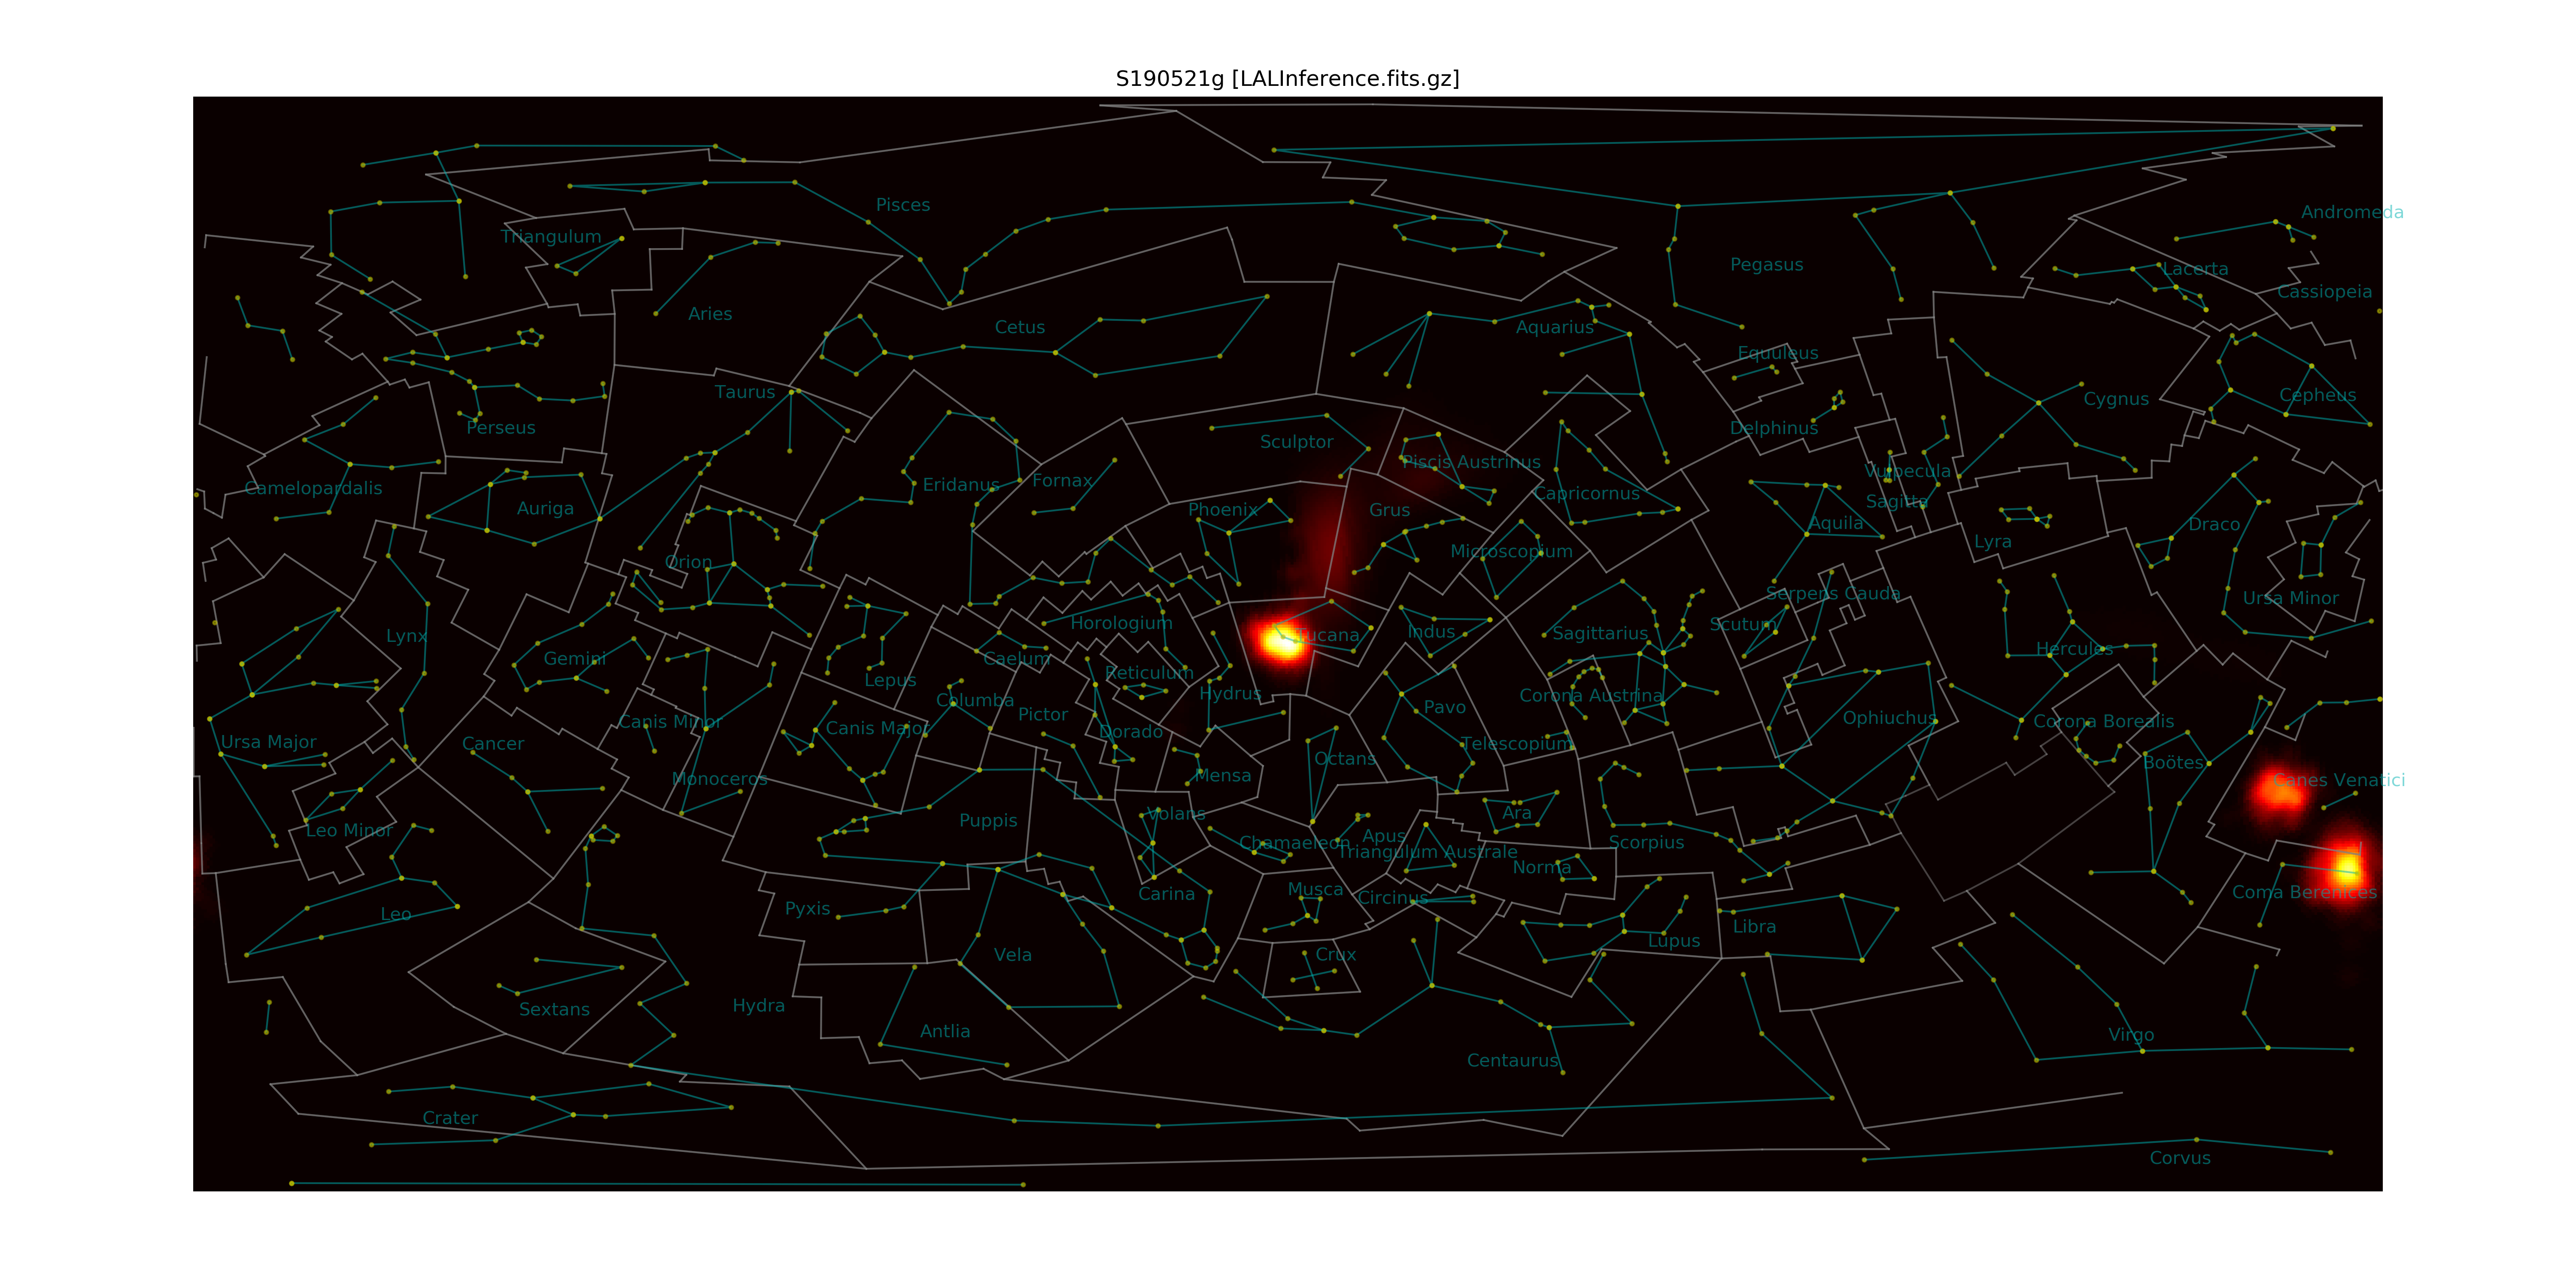 S190521g [LALInference.fits.gz]
Pisces
Andromeda
Triangulum
Pegasus
Lacerta
Cassiopeia
Aries
Cetus
Aquarius
Equuleus
Taurus
Cygnus
Cepheus
Perseus
Sculptor
Delphinus
Piscis Austrinus
Vulpecula
Camelopardalis
Eridanus
Fornax
Capricornus
Sagitta
Auriga
Phoenix
Grus
Aquila
Draco
Orion
Microscopium
Lyra
Serpens Cauda
Ursa Minor
Lynx
Horologium
Tucana
Indus
Sagittarius
Scutum
Gemini
Caelum
Hercules
Reticulum
Lepus
Hydrus
Corona Austrina
Columba
Canis Minor
Canis Major
Pictor
Pavo
Ophiuchus
Corona Borealis
Ursa Major
Cancer
Dorado
Telescopium
Monoceros
Mensa
Octans
Boötes
Canes Venatici
Leo Minor
Puppis
Volans
Ara
Chamaeleon
Apus
Triangulum Australe
Scorpius
Norma
Leo
Pyxis
Carina
Musca
Circinus
Coma Berenices
Vela
Crux
Lupus
Libra
Sextans
Hydra
Antlia
Centaurus
Virgo
Crater
Corvus